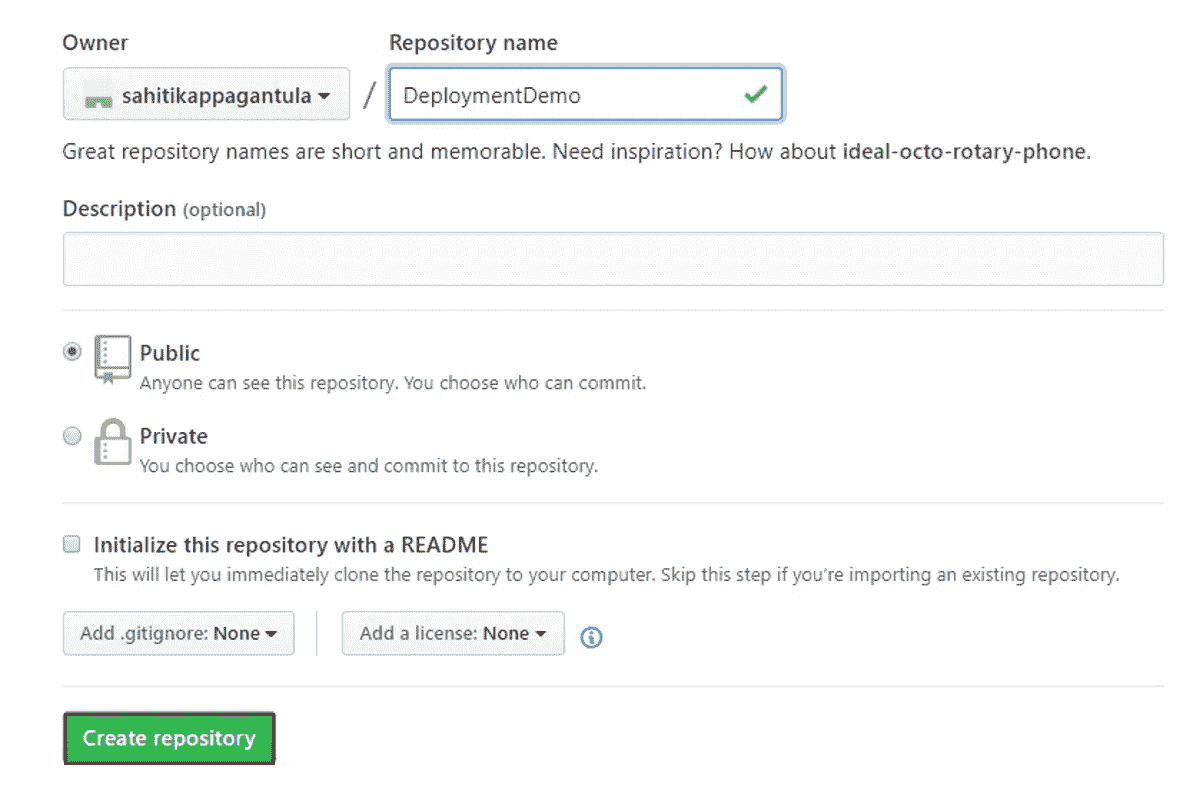 Owner
Repository name
sahitikappagantula / DeploymentDemo
Great repository names are short and memorable. Need inspiration? How about ideal-octo-rotary-phone.
Description (optional)
Public
Anyone can see this repository. You choose who can commit.
Private
You choose who can see and commit to this repository.
Initialize this repository with a README
This will let you immediately clone the repository to your computer. Skip this step if you're importing an existing repository.
Add .gitignore: None
Add a license: None
Create repository